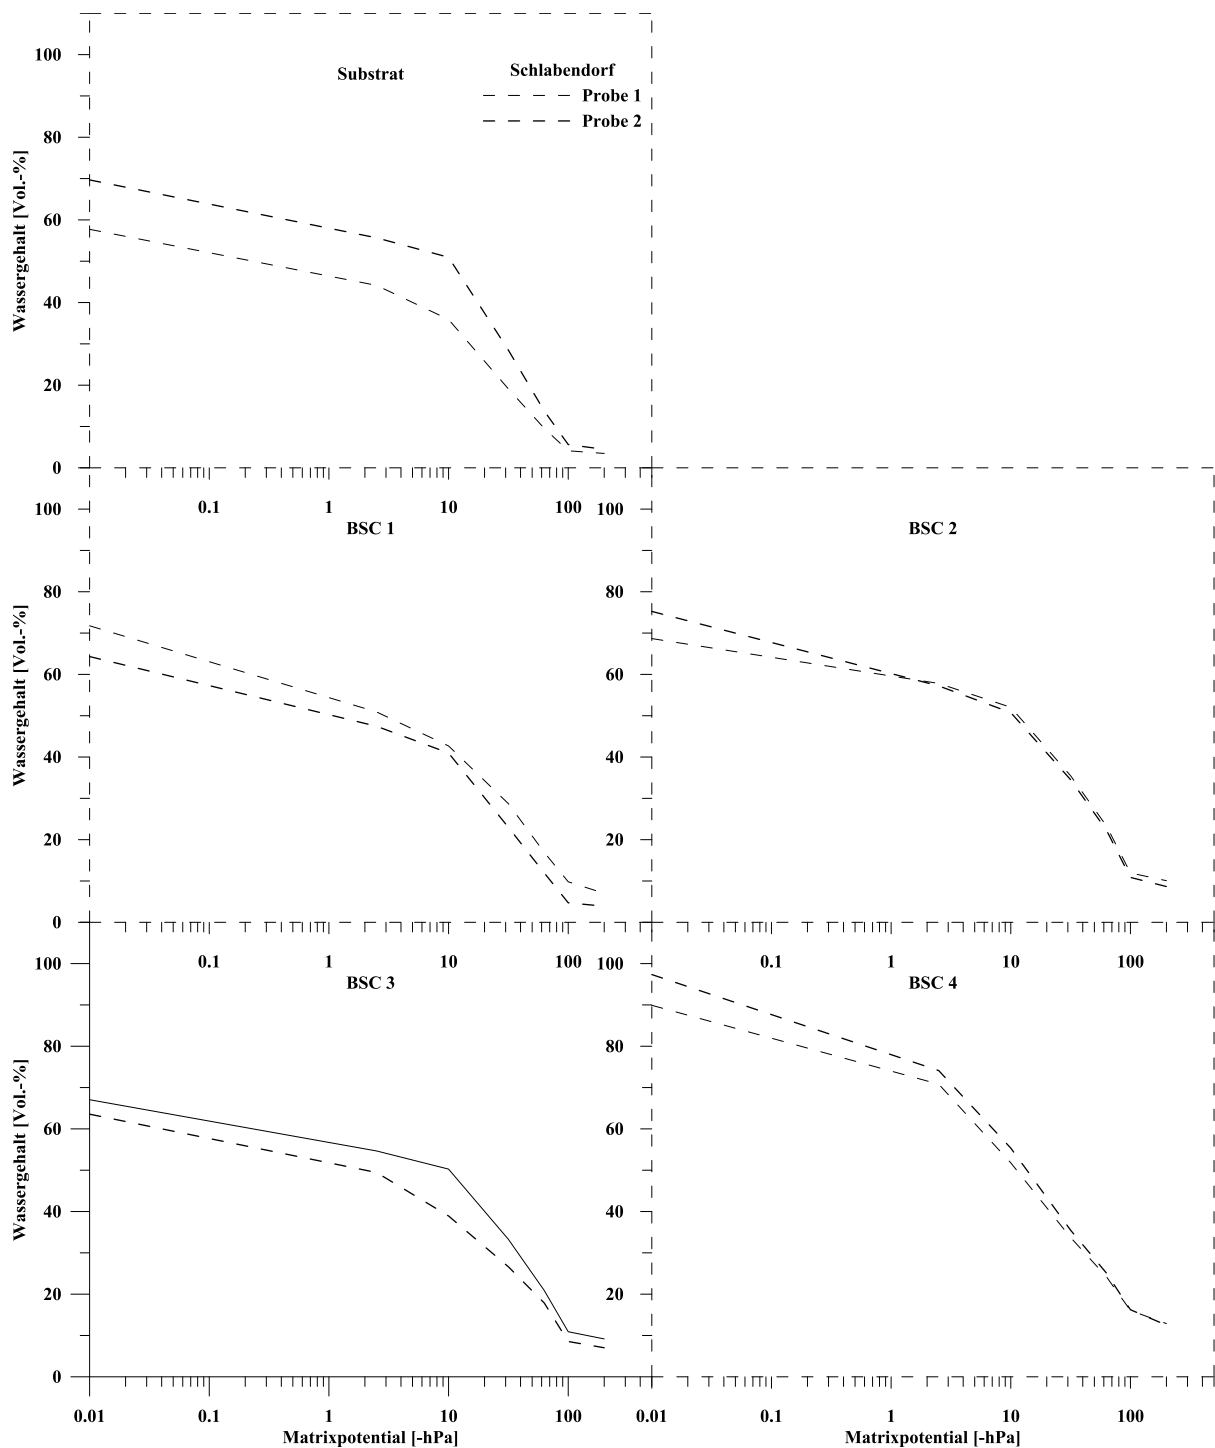 100
80
60
40
20
0
Wassergehalt [Vol.-%]
Substrat
Schlabendorf
Probe 1
Probe 2
0.1 1 10 100
BSC 1
100
80
60
40
20
0
Wassergehalt [Vol.-%]
BSC 2
100
80
60
40
20
0.1 1 10 100
0.1 1 10 100
BSC 3
100
80
60
40
20
0
Wassergehalt [Vol.-%]
BSC 4
100
80
60
40
20
0.01 0.1 1 10 100
Matrixpotential [-hPa]
0.01 0.1 1 10 100
Matrixpotential [-hPa]